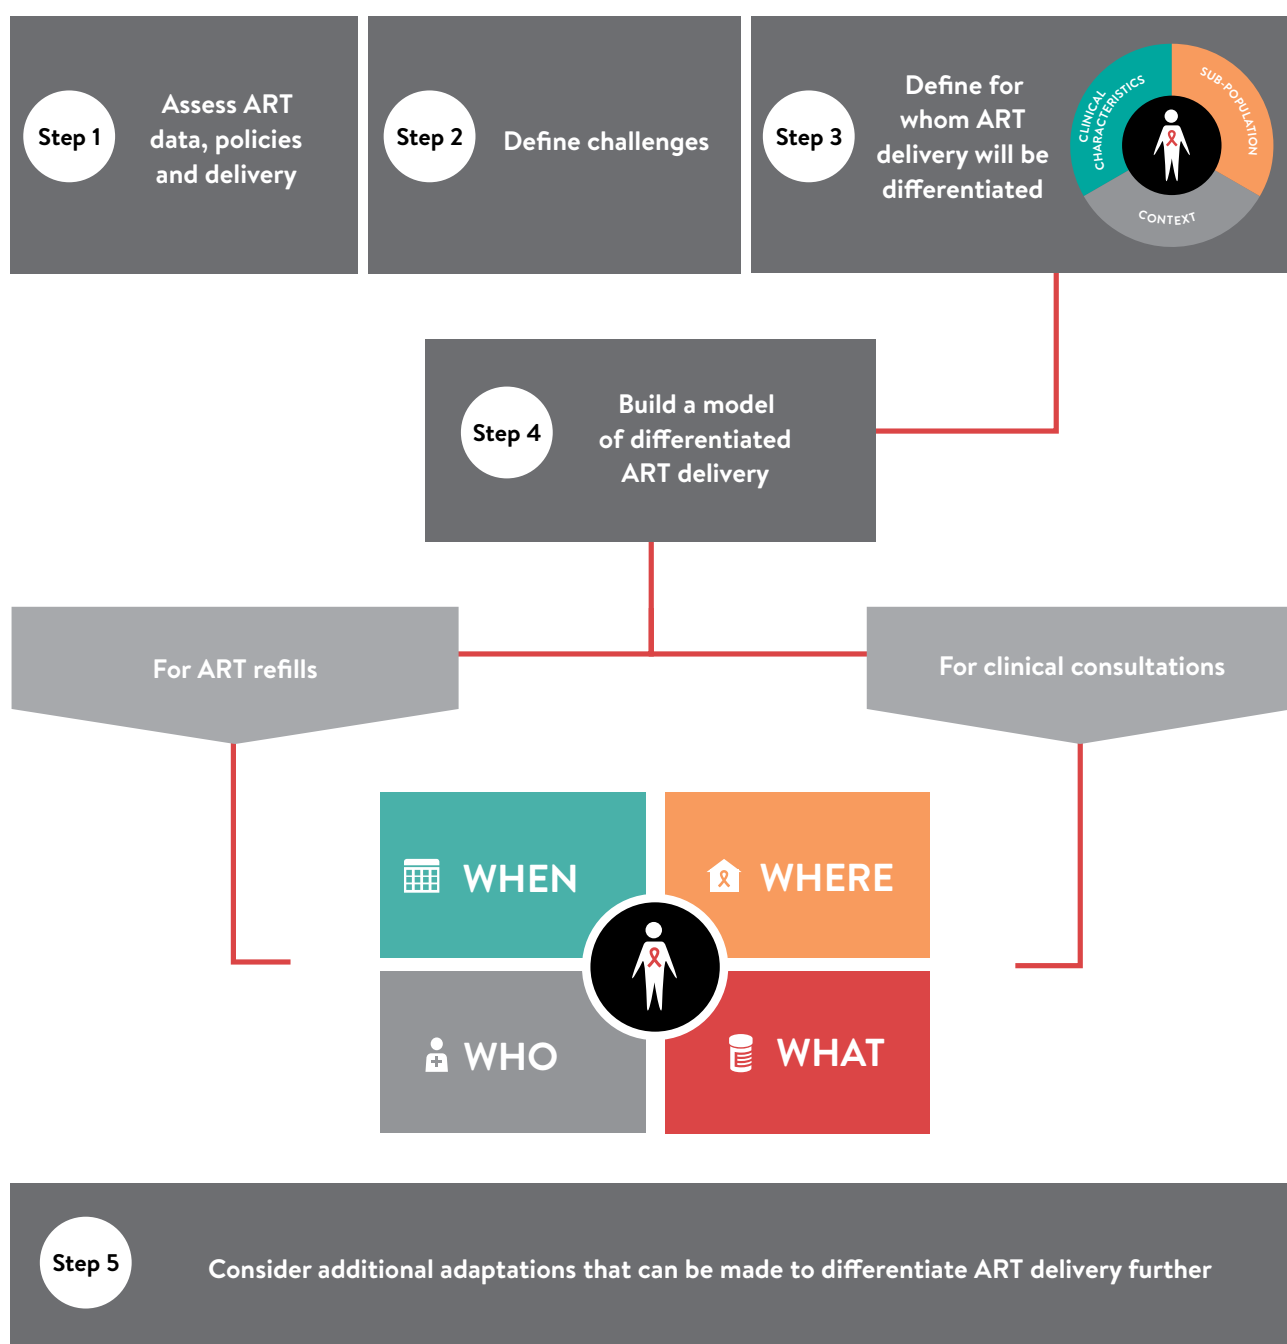 Step 1
Assess ART
data, policies
and delivery
Step 2
Define challenges
Step 3
Define for
whom ART
delivery will be
differentiated
CLINICAL
CHARACTERISTICS
SUB-POPULATION
CONTEXT
Step 4
Build a model
of differentiated
ART delivery
For ART refills
For clinical consultations
WHEN
WHERE
WHO
WHAT
Step 5
Consider additional adaptations that can be made to differentiate ART delivery further